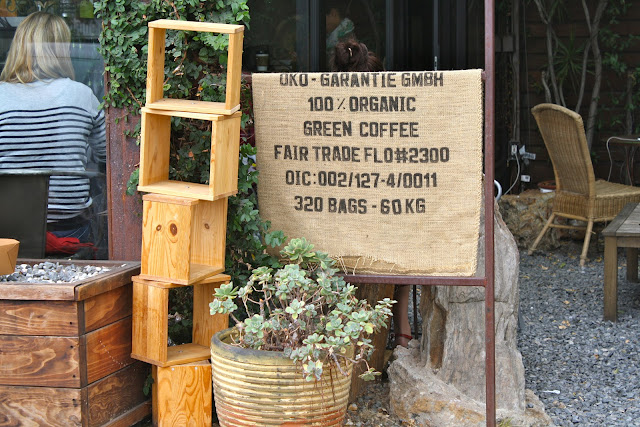 ÖKO - GARANTIE GMBH
100 % ORGANIC
GREEN COFFEE
FAIR TRADE FLO#2300
OIC:002/127-4/0011
320 BAGS - 60 KG